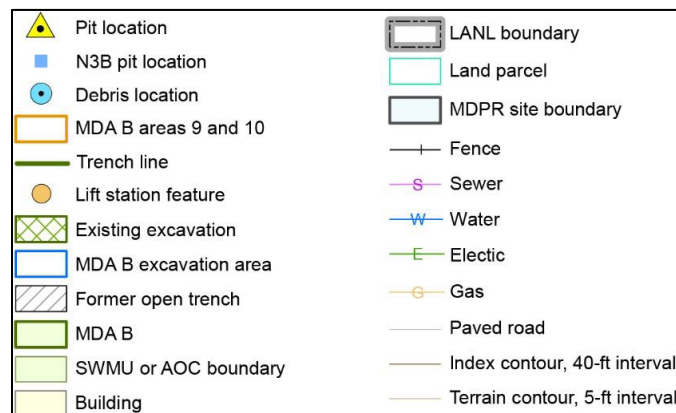 Pit location
N3B pit location
Debris location
MDA B areas 9 and 10
Trench line
Lift station feature
Existing excavation
MDA B excavation area
Former open trench
MDA B
SWMU or AOC boundary
Building
LANL boundary
Land parcel
MDPR site boundary
Fence
S Sewer
W Water
E Electic
G Gas
Paved road
Index contour, 40-ft interval
Terrain contour, 5-ft interval